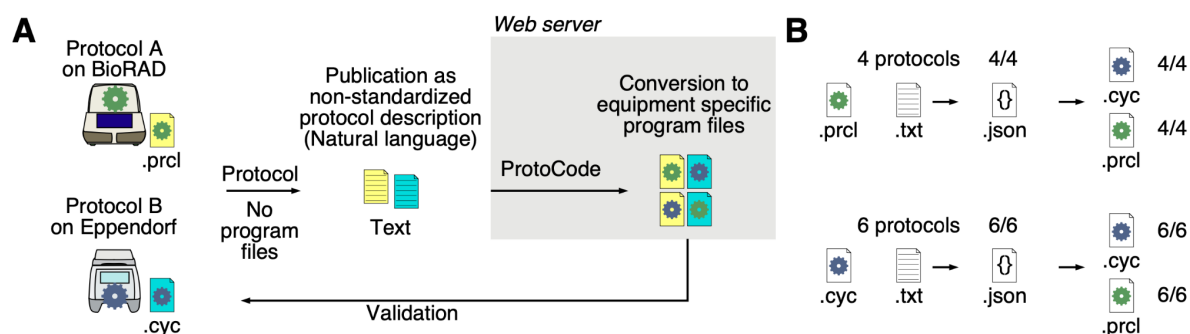 A
Protocol A
on BioRAD
.prcl
Protocol B
on Eppendorf
.cyc
Protocol
No
program
files
Publication as
non-standardized
protocol description
(Natural language)
Text
Web server
ProtoCode
Conversion to
equipment specific
program files
Validation
B
4 protocols 4/4
.prcl
.txt
{}
.json
.cyc
4/4
.prcl
4/4
6 protocols 6/6
.cyc
.txt
{}
.json
.cyc
6/6
.prcl
6/6